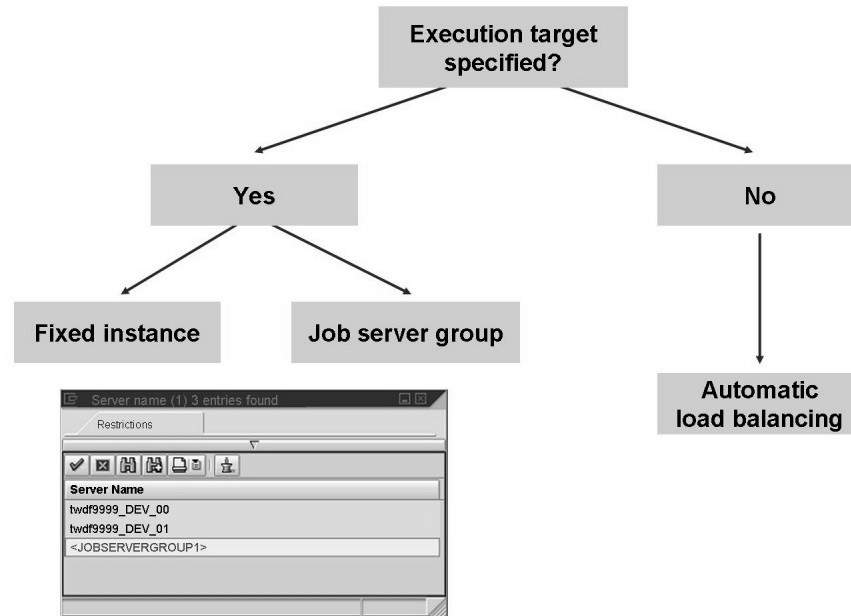 Execution target
specified?
Yes
No
Fixed instance
Job server group
Automatic
load balancing
Server name (1) 3 entries found
Restrictions
Server Name
twdf9999_DEV_00
twdf9999_DEV_01
<JOBSERVERGROUP1>